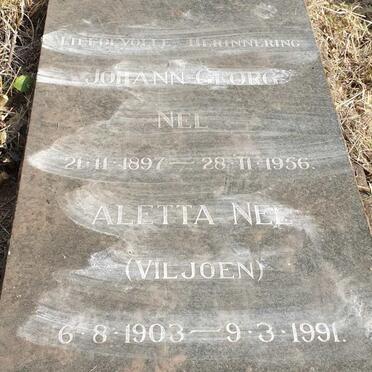 LIEFDEVOLLE HERINNERING
JOHANN GEORG
NEL
21·11·1897 — 28·11·1956.
ALETTA NEL
(VILJOEN)
6·8·1903 — 9·3·1991.